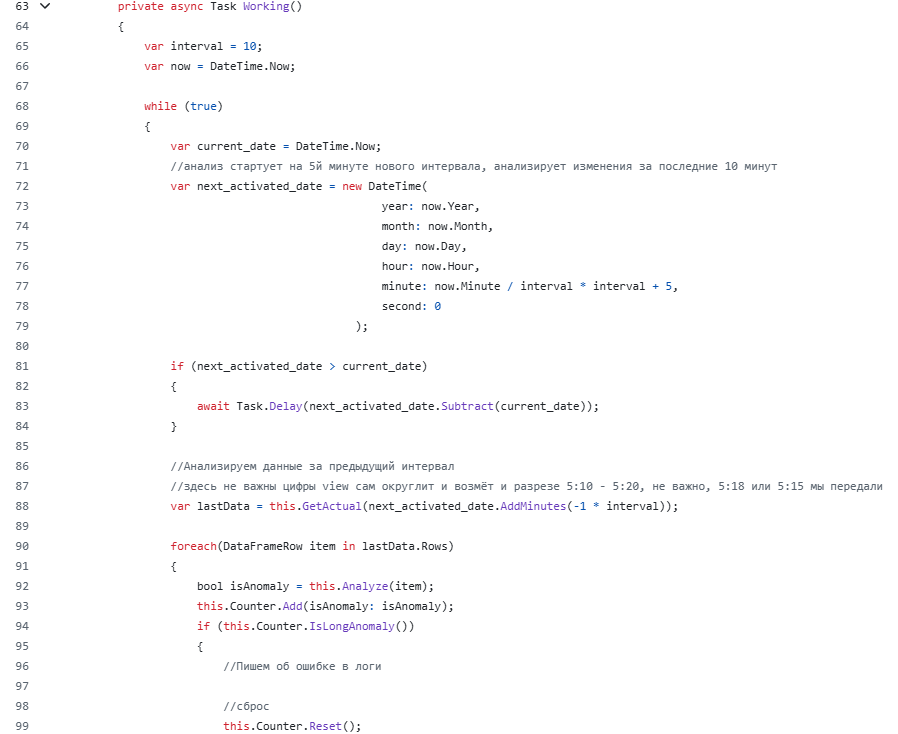 63 private async Task Working()
64 {
65 var interval = 10;
66 var now = DateTime.Now;
67
68 while (true)
69 {
70 var current_date = DateTime.Now;
71 //анализ стартует на 5й минуте нового интервала, анализирует изменения за последние 10 минут
72 var next_activated_date = new DateTime(
73 year: now.Year,
74 month: now.Month,
75 day: now.Day,
76 hour: now.Hour,
77 minute: now.Minute / interval * interval + 5,
78 second: 0
79 );
80
81 if (next_activated_date > current_date)
82 {
83 await Task.Delay(next_activated_date.Subtract(current_date));
84 }
85
86 //Анализируем данные за предыдущий интервал
87 //здесь не важны цифры view сам округлит и возмёт и разрезе 5:10 - 5:20, не важно, 5:18 или 5:15 мы передали
88 var lastData = this.GetActual(next_activated_date.AddMinutes(-1 * interval));
89
90 foreach(DataFrameRow item in lastData.Rows)
91 {
92 bool isAnomaly = this.Analyze(item);
93 this.Counter.Add(isAnomaly: isAnomaly);
94 if (this.Counter.IsLongAnomaly())
95 {
96 //Пишем об ошибке в логи
97
98 //сброс
99 this.Counter.Reset();